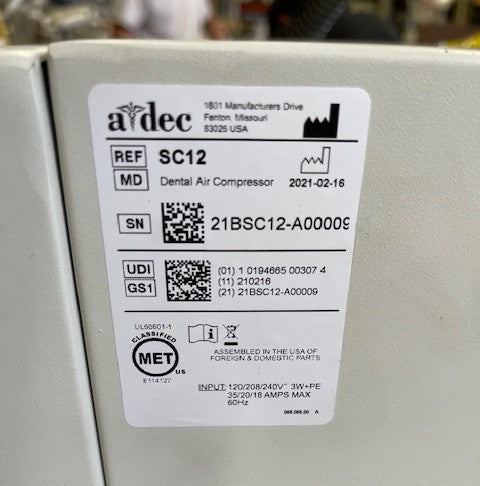 a dec
1601 Manufacturers Drive
Fenton, Missouri
63026 USA
REF SC12
MD Dental Air Compressor 2021-02-16
SN 21BSC12-A00009
UDI (01) 1 0194665 00307 4
GS1 (11) 210216
(21) 21BSC12-A00009
UL60601-1
CLASSIFIED
MET
US
E114127
ASSEMBLED IN THE USA OF
FOREIGN & DOMESTIC PARTS
INPUT: 120/208/240V~ 3W+PE
35/20/18 AMPS MAX
60Hz
068.068.00 A